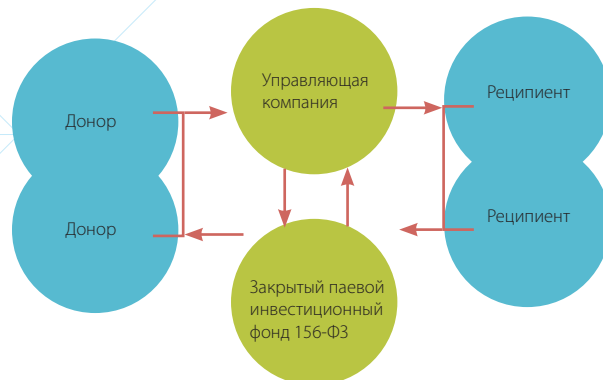 Донор
Управляющая
компания
Реципиент
Донор
Реципиент
Закрытый паевой
инвестиционный
фонд 156-ФЗ